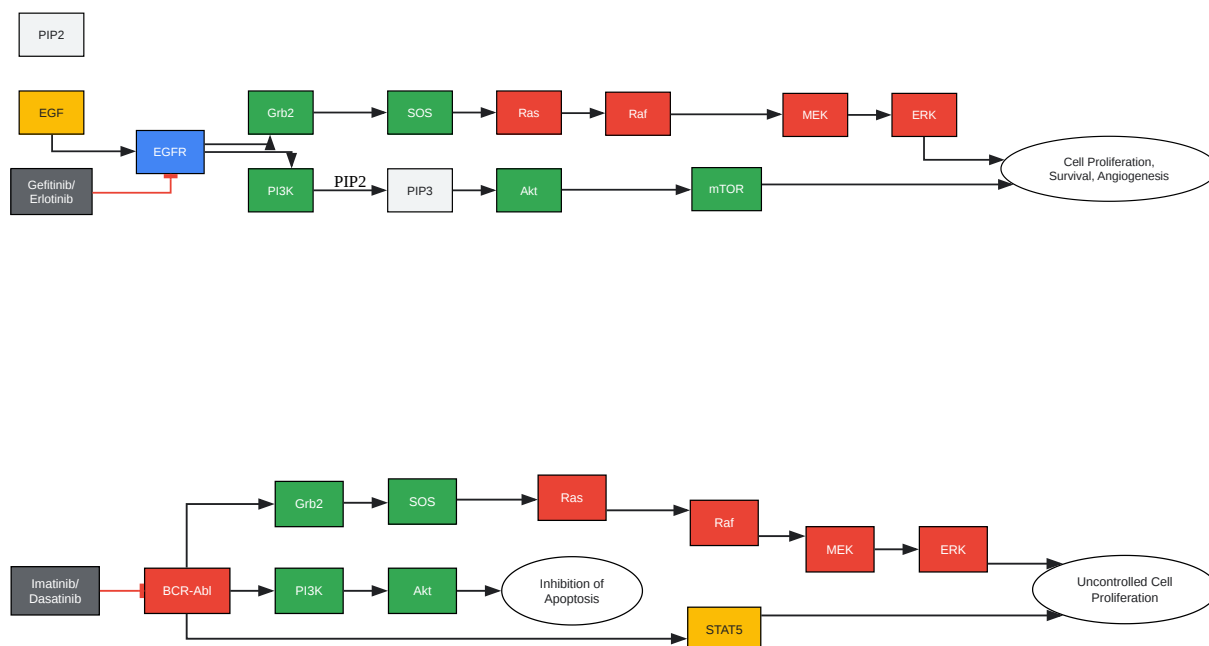 PIP2
EGF
Grb2
SOS
Ras
Raf
MEK
ERK
EGFR
Cell Proliferation,
Survival, Angiogenesis
Gefitinib/
Erlotinib
PI3K
PIP2
PIP3
Akt
mTOR
Grb2
SOS
Ras
Raf
MEK
ERK
Imatinib/
Dasatinib
BCR-Abl
PI3K
Akt
Inhibition of
Apoptosis
Uncontrolled Cell
Proliferation
STAT5